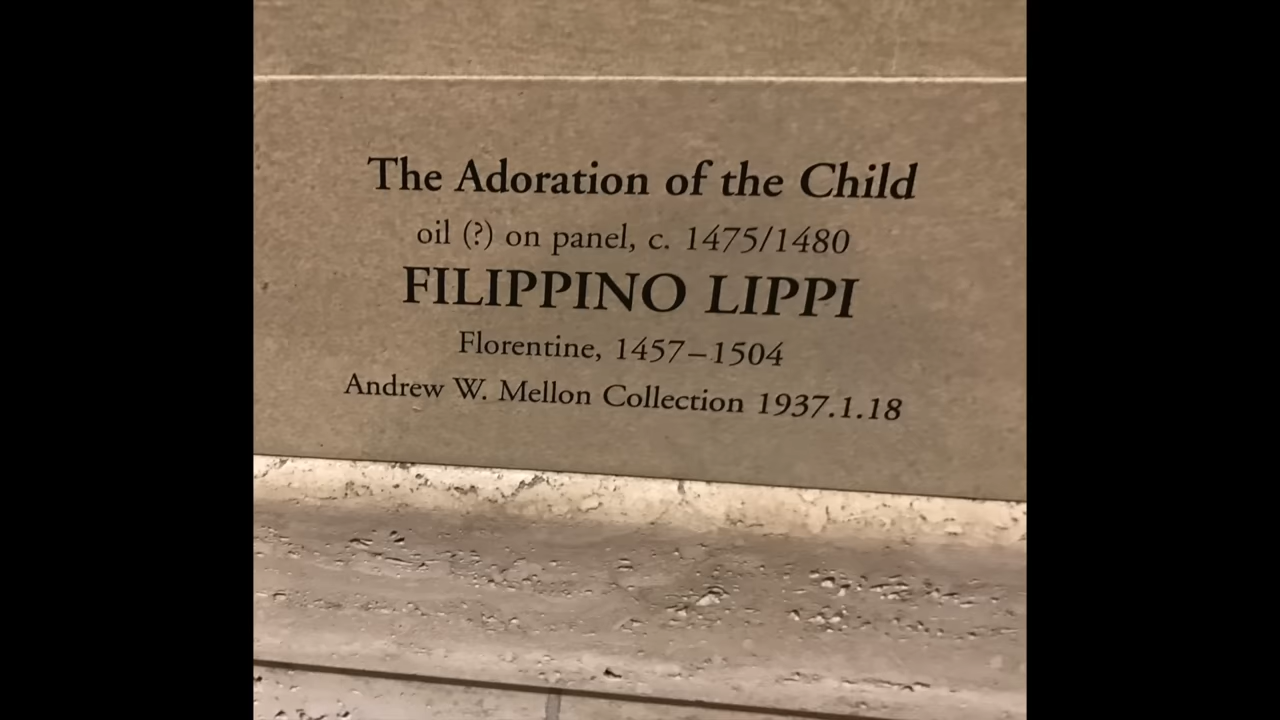 The Adoration of the Child
oil (?) on panel, c. 1475/1480
FILIPPINO LIPPI
Florentine, 1457–1504
Andrew W. Mellon Collection 1937.1.18